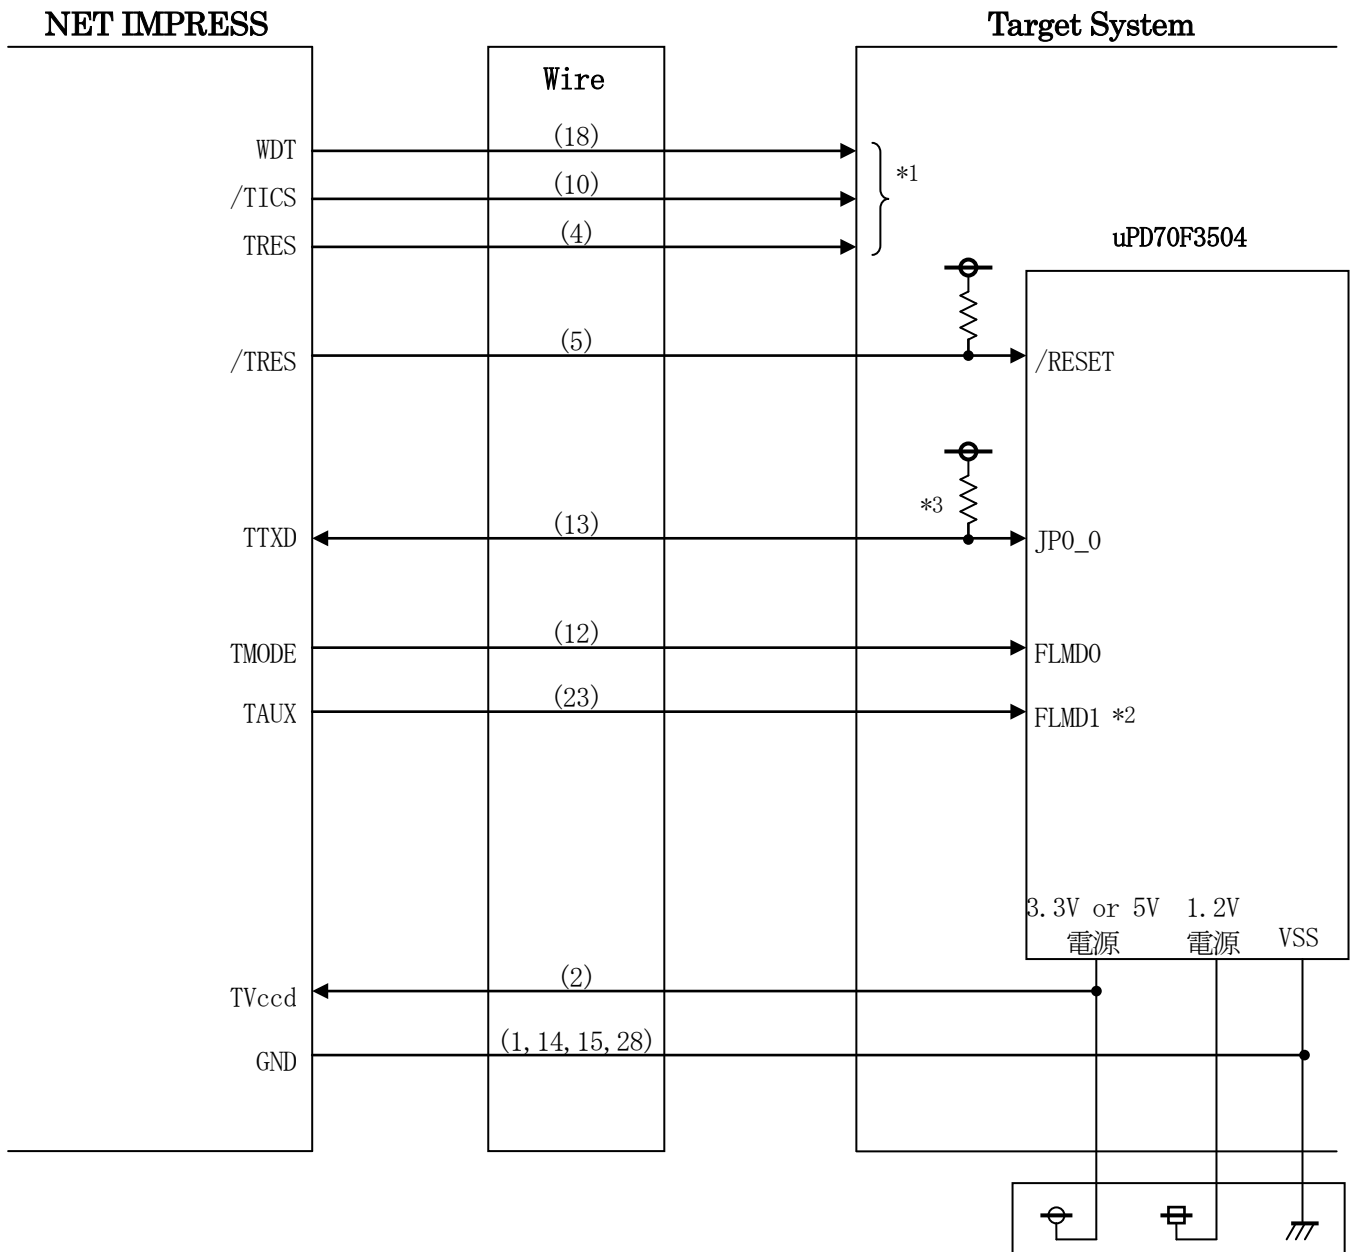 NET IMPRESS
Target System
Wire
WDT
(18)
*1
/TICS
(10)
TRES
(4)
uPD70F3504
/TRES
(5)
/RESET
*3
TTXD
(13)
JP0_0
TMODE
(12)
FLMD0
TAUX
(23)
FLMD1 *2
3.3V or 5V
電源
1.2V
電源
VSS
TVccd
(2)
GND
(1,14,15,28)